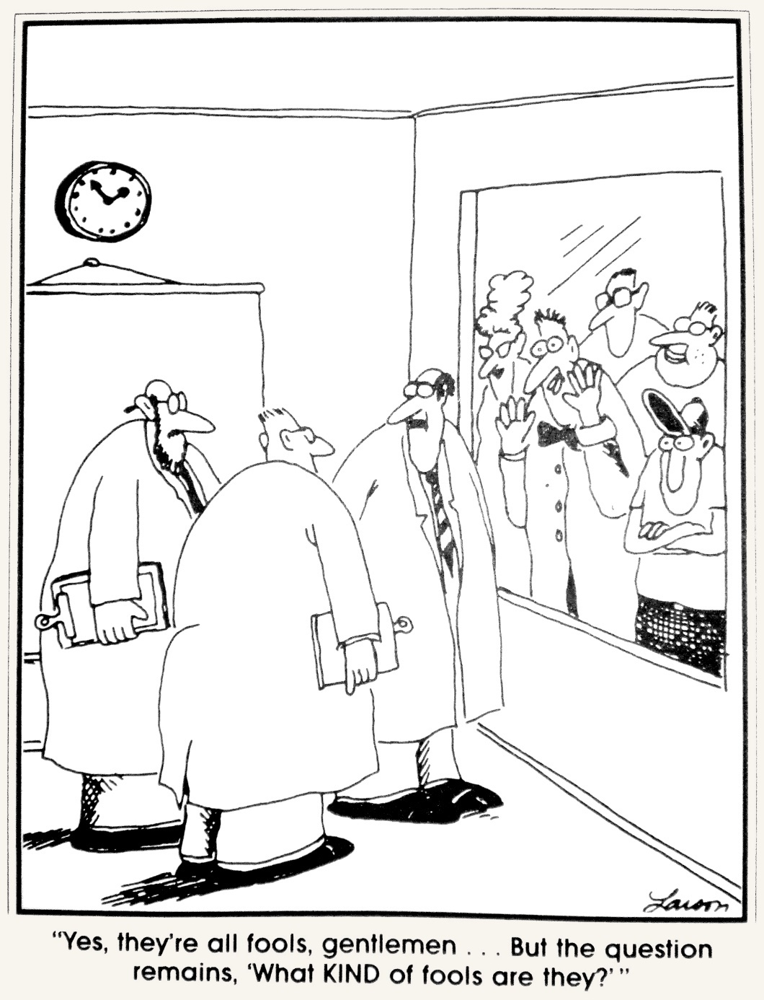 Larson
“Yes, they’re all fools, gentlemen . . . But the question
remains, ‘What KIND of fools are they?’ ”